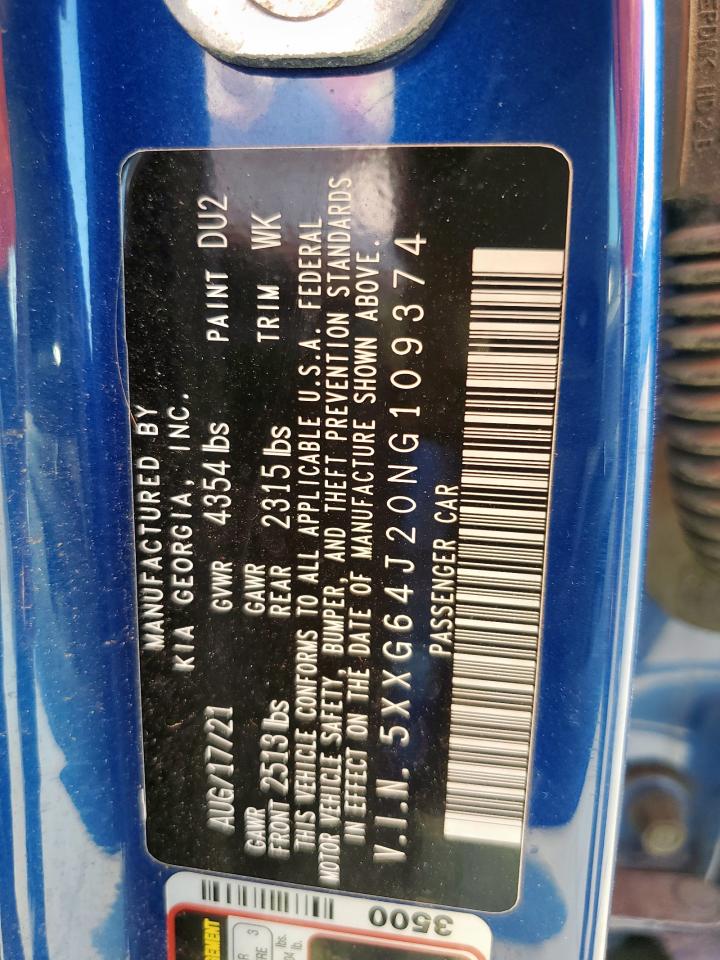 MANUFACTURED BY
KIA GEORGIA, INC.
AUG/17/21 GVWR 4354 lbs PAINT DU2
GAWR FRONT 2513 lbs GAWR REAR 2315 lbs TRIM WK
THIS VEHICLE CONFORMS TO ALL APPLICABLE U.S.A. FEDERAL
MOTOR VEHICLE SAFETY, BUMPER, AND THEFT PREVENTION STANDARDS
IN EFFECT ON THE DATE OF MANUFACTURE SHOWN ABOVE.
V.I.N. 5XXG64J20NG109374
PASSENGER CAR
3500